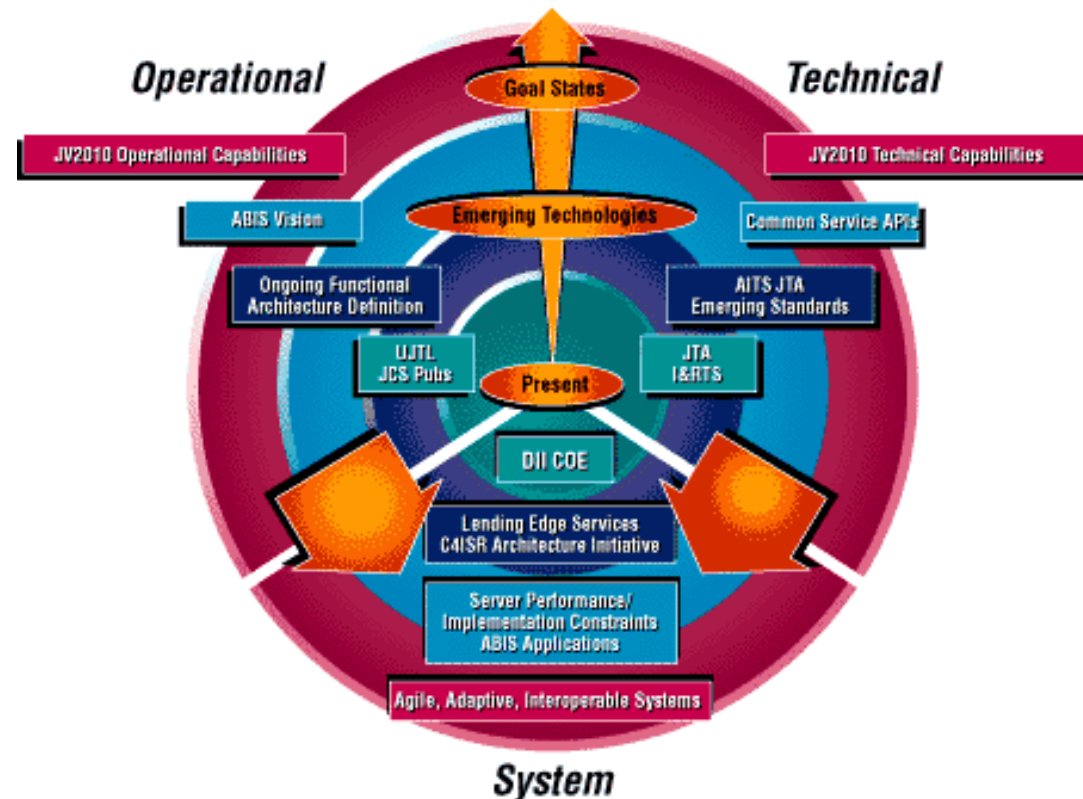 Operational
Technical
Goal States
JV2010 Operational Capabilities
JV2010 Technical Capabilities
Emerging Technologies
ABIS Vision
Common Service APIs
Ongoing Functional
Architecture Definition
AITS JTA
Emerging Standards
UJTL
JCS Pubs
JTA
I&RTS
Present
DII COE
Lending Edge Services
C4ISR Architecture Initiative
Server Performance/
Implementation Constraints
ABIS Applications
Agile, Adaptive, Interoperable Systems
System